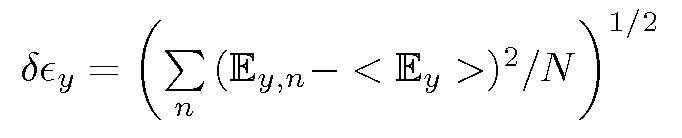 δϵ_y = ( ∑_n (𝔼_{y,n} − < 𝔼_y >)^2 / N )^{1/2}